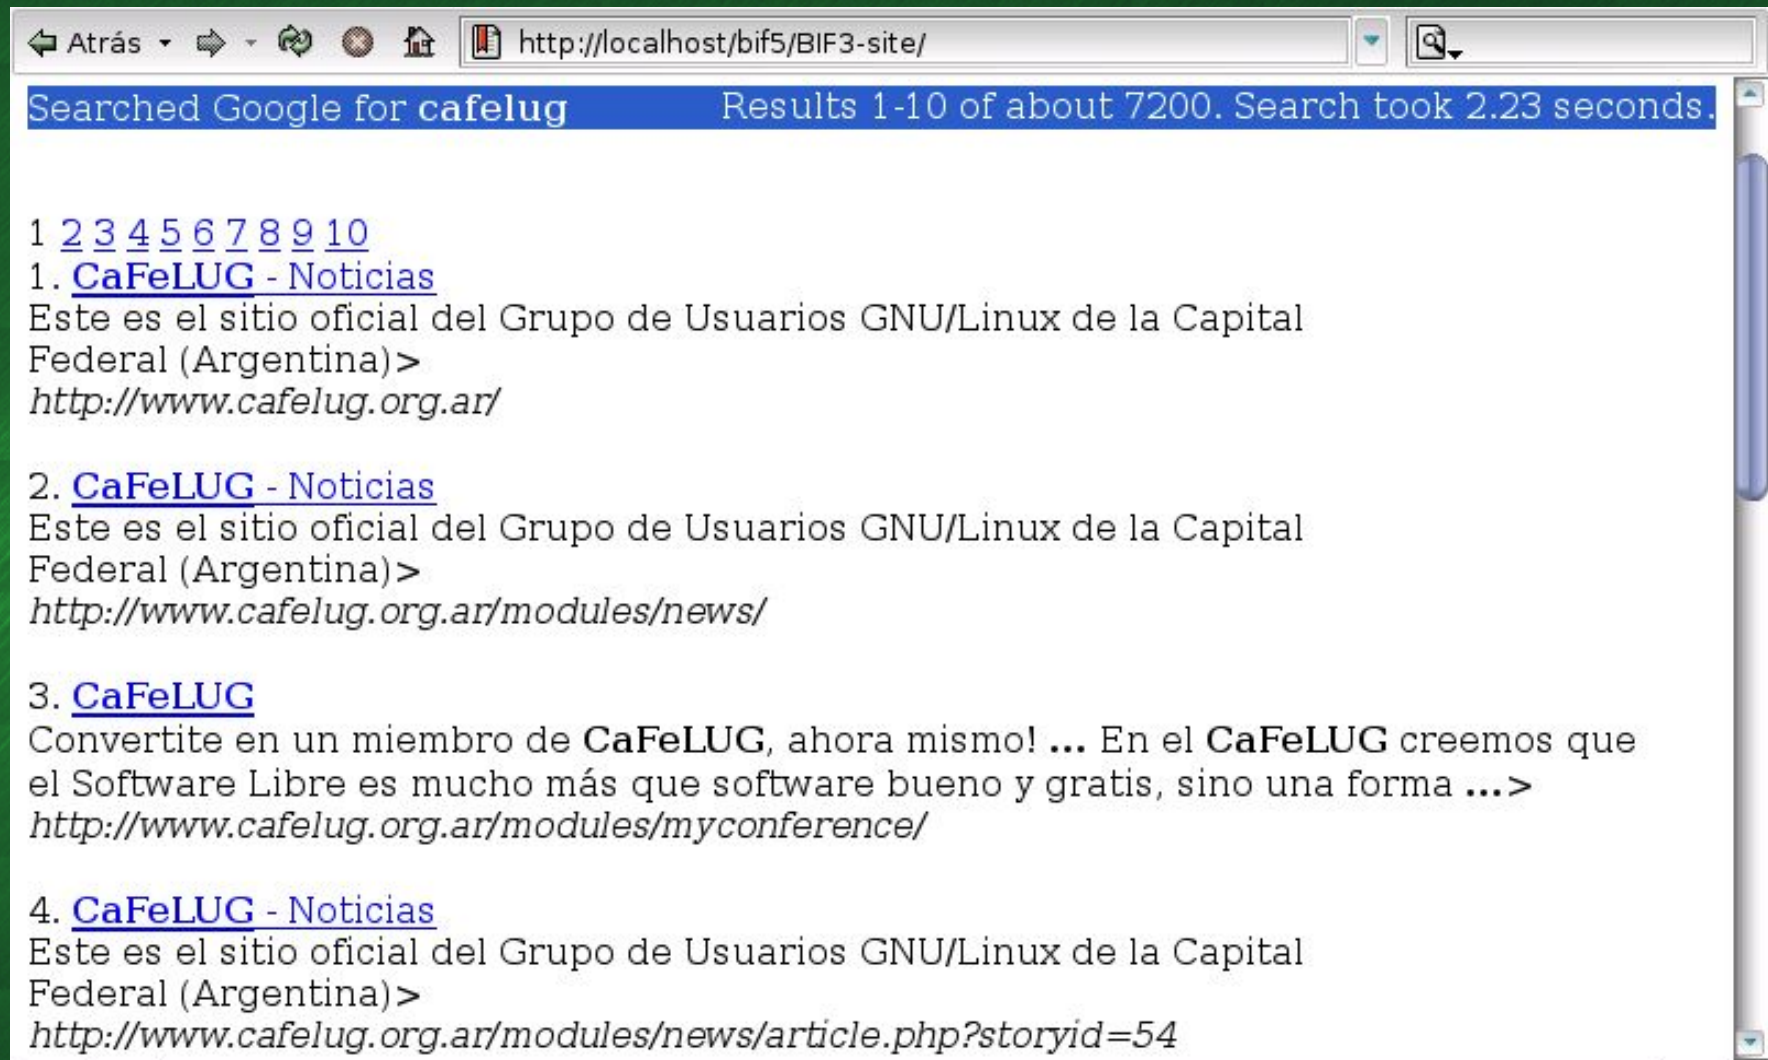 Atrás http://localhost/bif5/BIF3-site/
Searched Google for cafelug Results 1-10 of about 7200. Search took 2.23 seconds.
1 2 3 4 5 6 7 8 9 10
1. CaFeLUG - Noticias
Este es el sitio oficial del Grupo de Usuarios GNU/Linux de la Capital
Federal (Argentina)>
http://www.cafelug.org.ar/
2. CaFeLUG - Noticias
Este es el sitio oficial del Grupo de Usuarios GNU/Linux de la Capital
Federal (Argentina)>
http://www.cafelug.org.ar/modules/news/
3. CaFeLUG
Convertite en un miembro de CaFeLUG, ahora mismo! ... En el CaFeLUG creemos que
el Software Libre es mucho más que software bueno y gratis, sino una forma ...>
http://www.cafelug.org.ar/modules/myconference/
4. CaFeLUG - Noticias
Este es el sitio oficial del Grupo de Usuarios GNU/Linux de la Capital
Federal (Argentina)>
http://www.cafelug.org.ar/modules/news/article.php?storyid=54